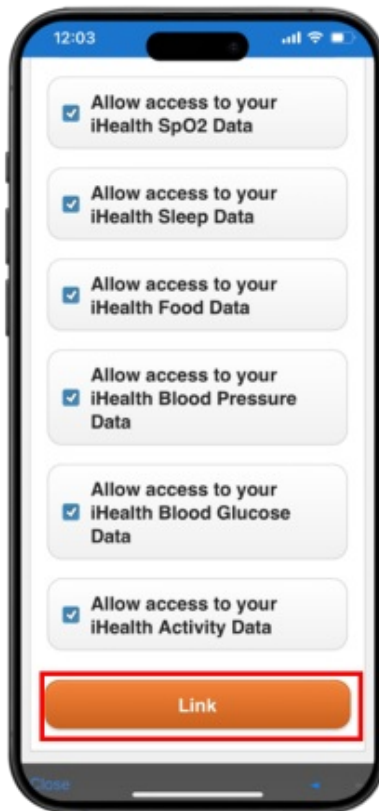 12:03
Allow access to your
iHealth SpO2 Data
Allow access to your
iHealth Sleep Data
Allow access to your
iHealth Food Data
Allow access to your
iHealth Blood Pressure
Data
Allow access to your
iHealth Blood Glucose
Data
Allow access to your
iHealth Activity Data
Link
Close